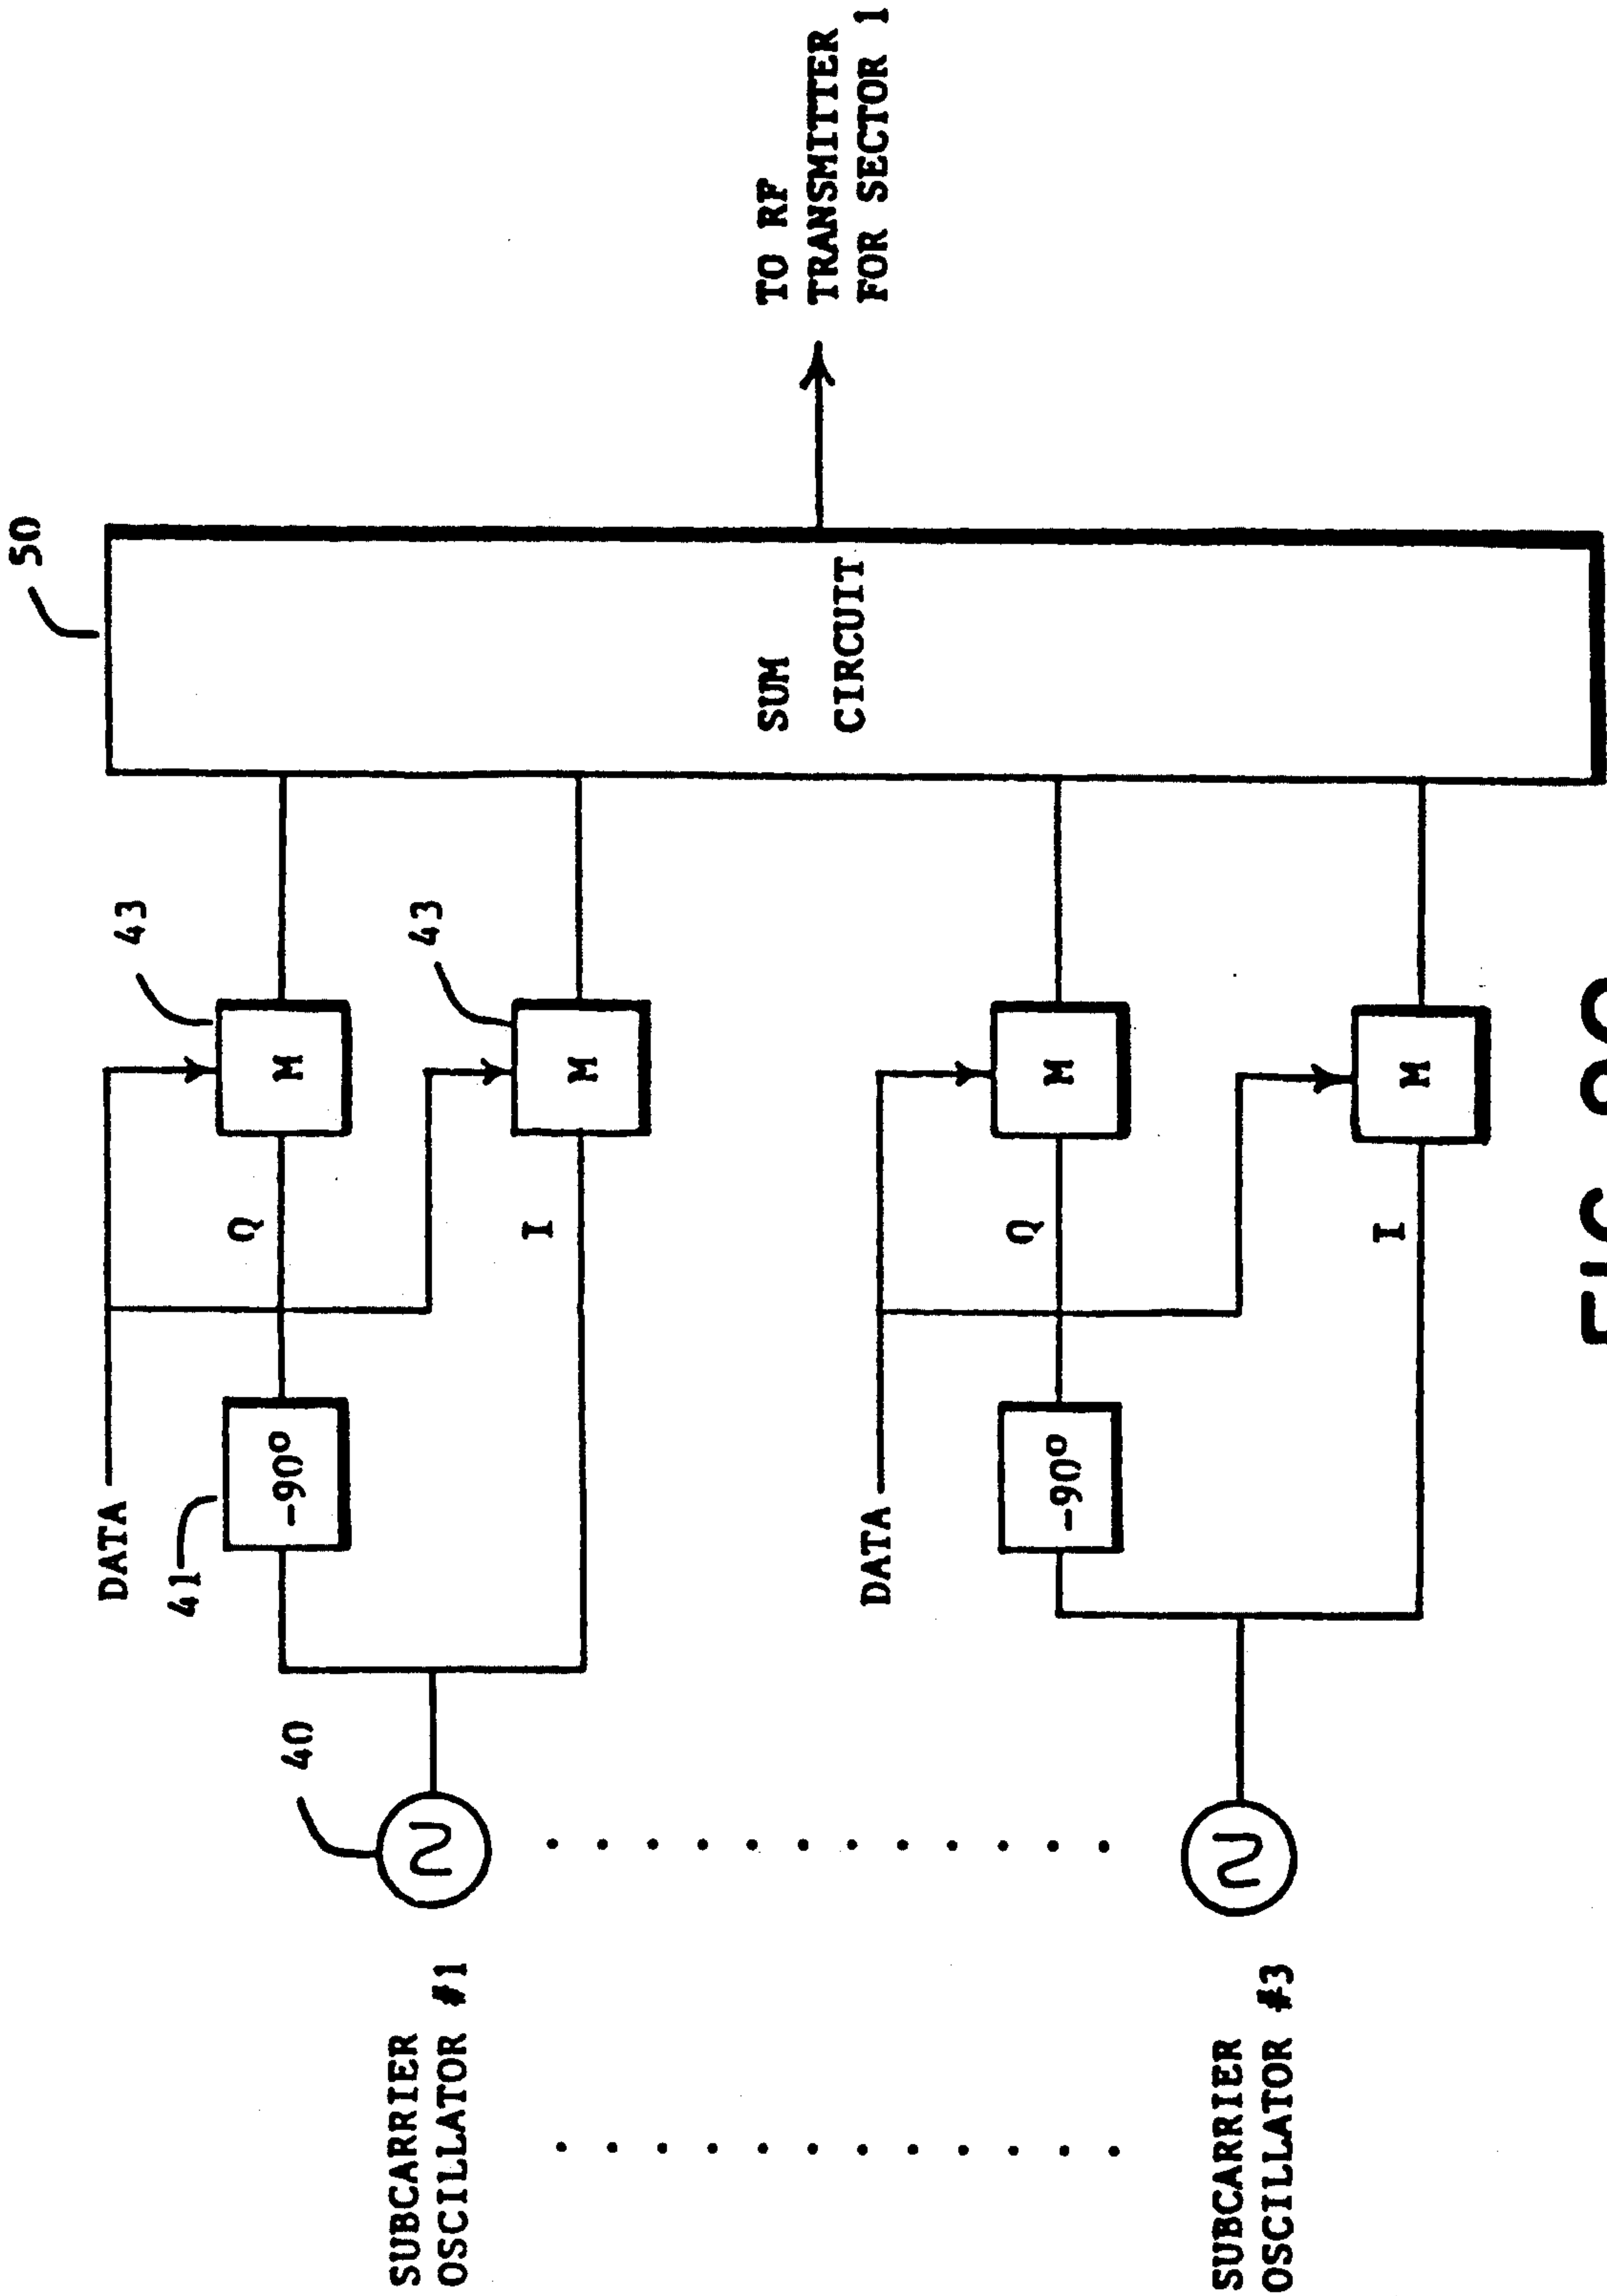 50
43
43
DATA
41
-90°
Q
M
I
M
40
SUBCARRIER
OSCILLATOR #1
SUM
CIRCUIT
TO RF
TRANSMITTER
FOR SECTOR 1
DATA
-90°
Q
M
I
M
SUBCARRIER
OSCILLATOR #3